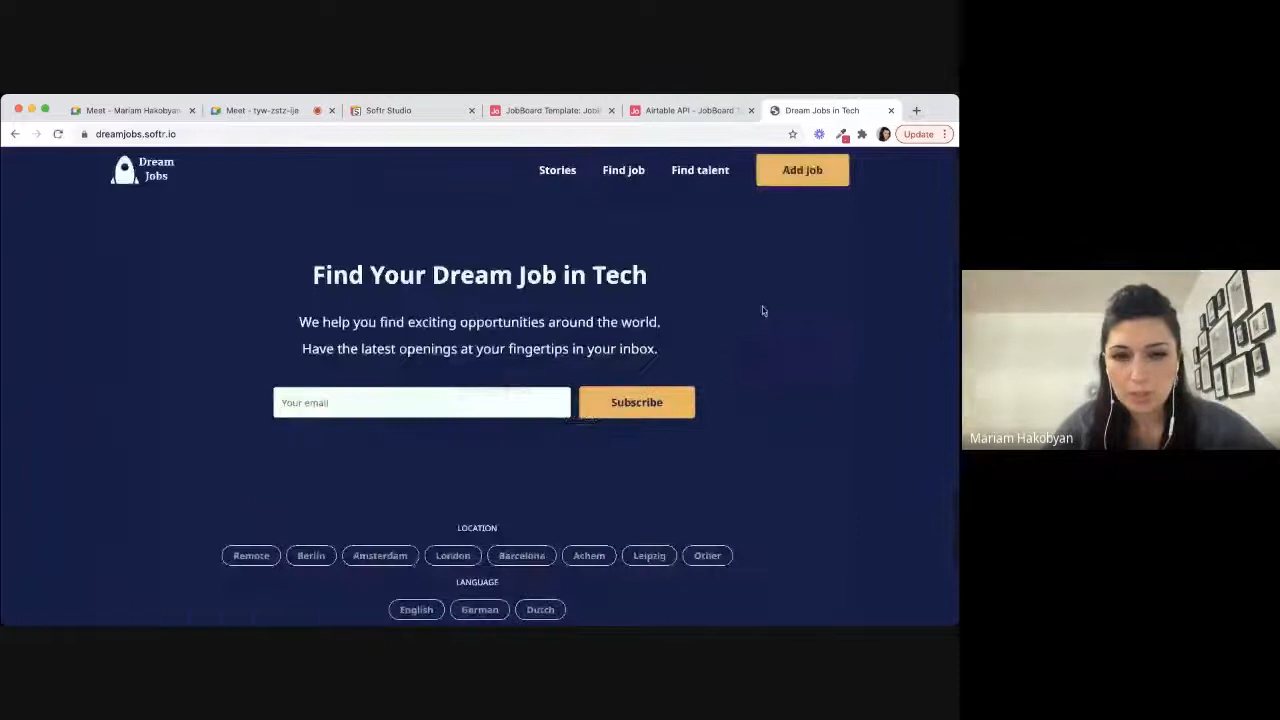 Meet - Mariam Hakobyan
Meet - tyw-zstz-ije
Softr Studio
JobBoard Template: JobB
Airtable API - JobBoard T
Dream Jobs in Tech
dreamjobs.softr.io
Update
Dream
Jobs
Stories
Find job
Find talent
Add job
Find Your Dream Job in Tech
We help you find exciting opportunities around the world.
Have the latest openings at your fingertips in your inbox.
Your email
Subscribe
LOCATION
Remote
Berlin
Amsterdam
London
Barcelona
Achem
Leipzig
Other
LANGUAGE
English
German
Dutch
Mariam Hakobyan